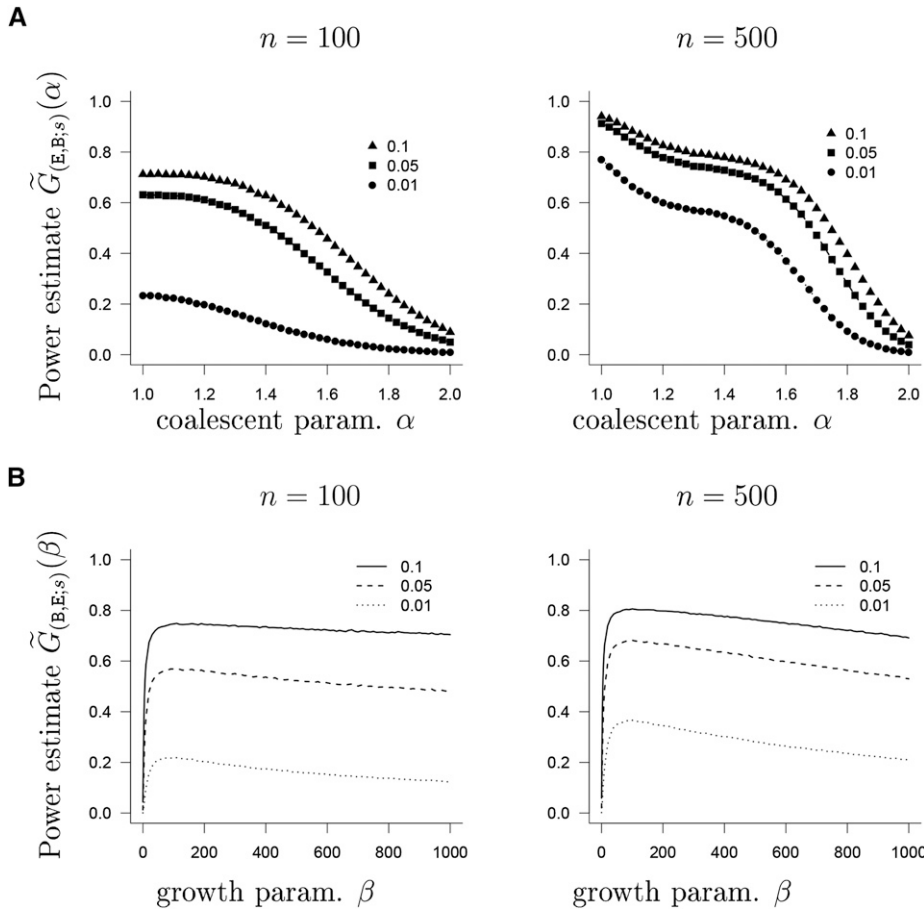 A
n = 100
n = 500
Power estimate G̃(E,B;s)(α)
1.0
0.8
0.6
0.4
0.2
0.0
0.1
0.05
0.01
1.0 1.2 1.4 1.6 1.8 2.0
coalescent param. α
1.0
0.8
0.6
0.4
0.2
0.0
0.1
0.05
0.01
1.0 1.2 1.4 1.6 1.8 2.0
coalescent param. α
B
n = 100
n = 500
Power estimate G̃(B,E;s)(β)
1.0
0.8
0.6
0.4
0.2
0.0
0.1
0.05
0.01
0 200 400 600 800 1000
growth param. β
1.0
0.8
0.6
0.4
0.2
0.0
0.1
0.05
0.01
0 200 400 600 800 1000
growth param. β